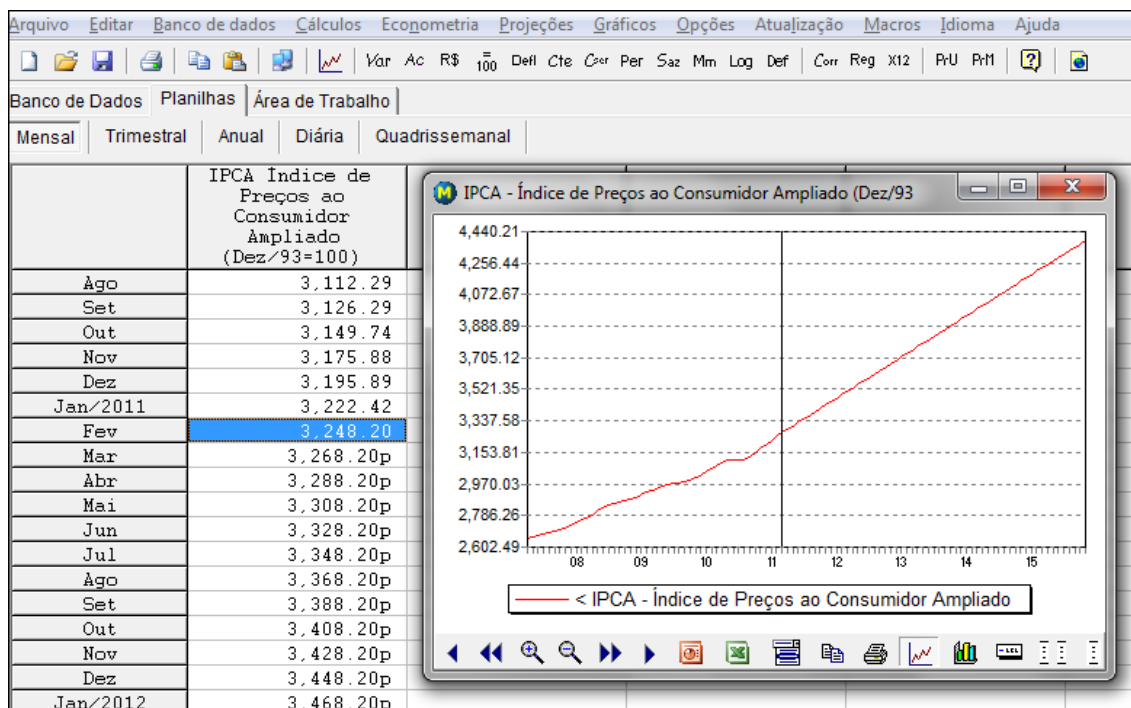 Arquivo Editar Banco de dados Cálculos Econometria Projeções Gráficos Opções Atualização Macros Idioma Ajuda
Var Ac R$ 100 Defl Cte Per Saz Mm Log Def Corr Reg X12 PrU PrM
Banco de Dados Planilhas Área de Trabalho
Mensal Trimestral Anual Diária Quadrissemanal
IPCA Índice de
Preços ao
Consumidor
Ampliado
(Dez/93=100)
Ago 3,112.29
Set 3,126.29
Out 3,149.74
Nov 3,175.88
Dez 3,195.89
Jan/2011 3,222.42
Fev 3,248.20
Mar 3,268.20p
Abr 3,288.20p
Mai 3,308.20p
Jun 3,328.20p
Jul 3,348.20p
Ago 3,368.20p
Set 3,388.20p
Out 3,408.20p
Nov 3,428.20p
Dez 3,448.20p
Jan/2012 3,468.20p
IPCA - Índice de Preços ao Consumidor Ampliado (Dez/93
4,440.21
4,256.44
4,072.67
3,888.89
3,705.12
3,521.35
3,337.58
3,153.81
2,970.03
2,786.26
2,602.49
08 09 10 11 12 13 14 15
< IPCA - Índice de Preços ao Consumidor Ampliado